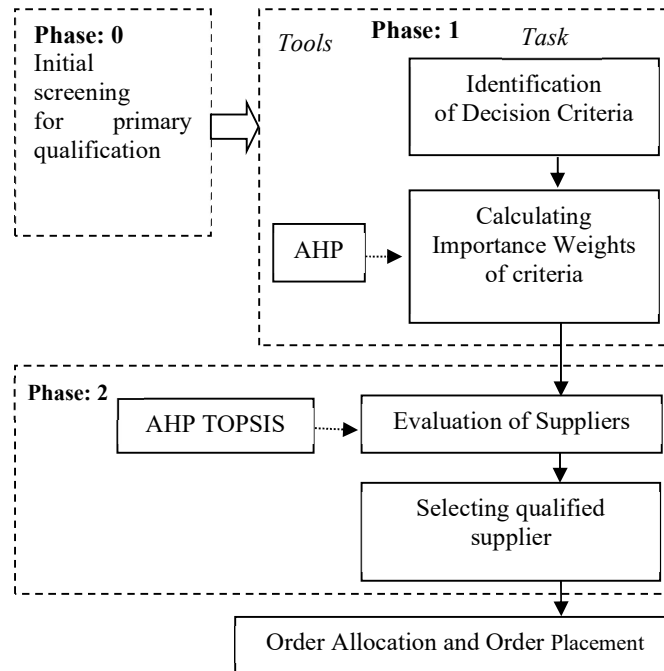 Phase: 0
Initial
screening
for primary
qualification
Phase: 1
Tools
Task
Identification
of Decision Criteria
Calculating
Importance Weights
of criteria
AHP
Phase: 2
AHP TOPSIS
Evaluation of Suppliers
Selecting qualified
supplier
Order Allocation and Order Placement